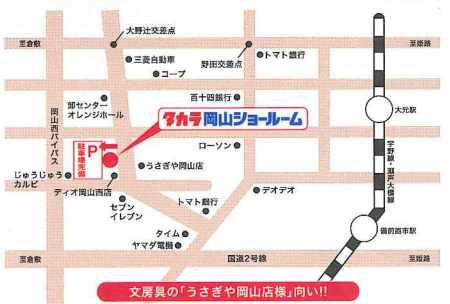 大野辻交差点
至倉敷
至姫路
三菱自動車
野田交差点
トマト銀行
コープ
卸センター
オレンジホール
百十四銀行
大元駅
岡山西バイパス
タカラ岡山ショールーム
P
駐車場完備
ローソン
宇野線・瀬戸大橋線
うさぎや岡山店
じゅうじゅう
カルビ
ディオ岡山西店
デオデオ
セブン
イレブン
トマト銀行
タイム
備前西市駅
ヤマダ電機
至倉敷
国道2号線
至姫路
文房具の「うさぎや岡山店様」向い!!